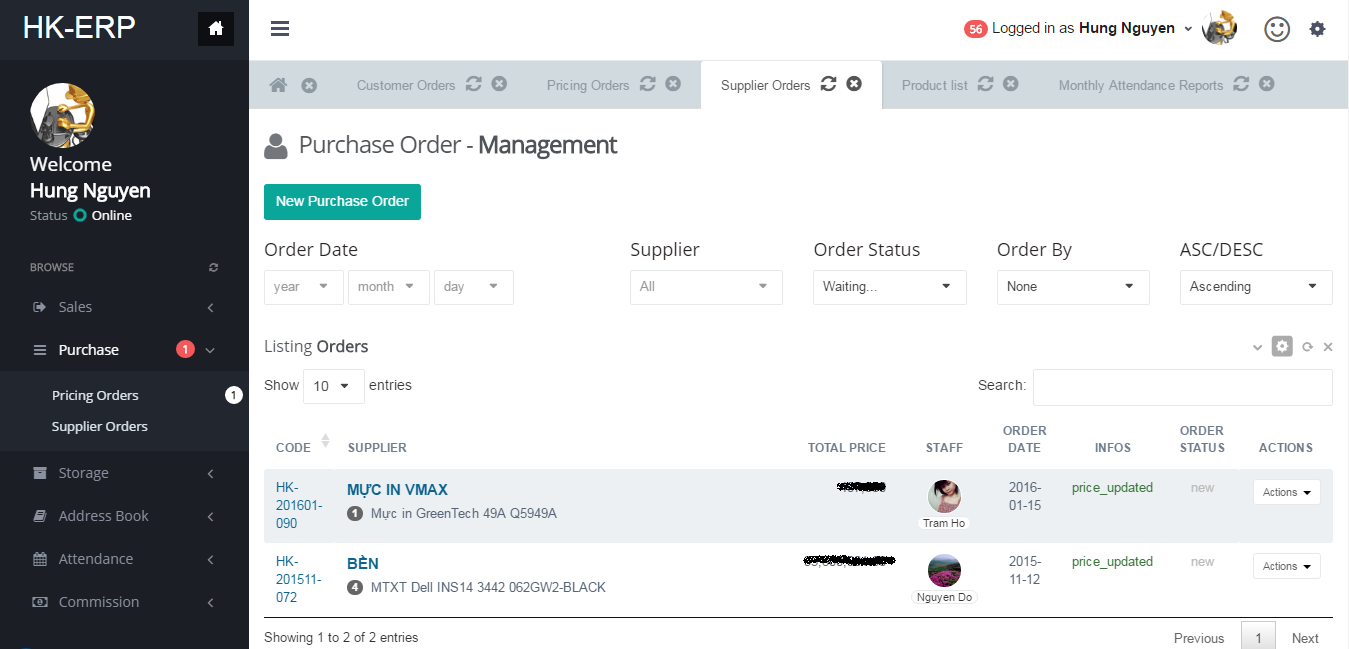 HK-ERP
56 Logged in as Hung Nguyen
Customer Orders Pricing Orders Supplier Orders Product list Monthly Attendance Reports
Welcome
Hung Nguyen
Status Online
BROWSE
Sales
Purchase 1
Pricing Orders 1
Supplier Orders
Storage
Address Book
Attendance
Commission
Purchase Order - Management
New Purchase Order
Order Date Supplier Order Status Order By ASC/DESC
year month day All Waiting... None Ascending
Listing Orders
Show 10 entries Search:
CODE SUPPLIER TOTAL PRICE STAFF ORDER DATE INFOS ORDER STATUS ACTIONS
HK-201601-090
MỰC IN VMAX
1 Mực in GreenTech 49A Q5949A
Tram Ho
2016-01-15
price_updated
new
Actions
HK-201511-072
BÈN
4 MTXT Dell INS14 3442 062GW2-BLACK
Nguyen Do
2015-11-12
price_updated
new
Actions
Showing 1 to 2 of 2 entries
Previous 1 Next